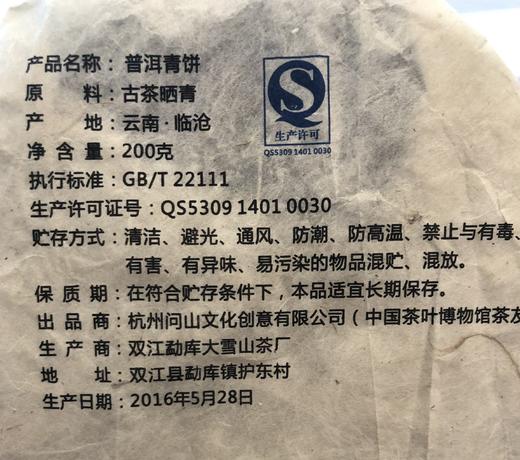 产品名称：普洱青饼
原 料：古茶晒青
产 地：云南·临沧
净 含 量：200克
执行标准：GB/T 22111
生产许可证号：QS5309 1401 0030
贮存方式：清洁、避光、通风、防潮、防高温、禁止与有毒、
有害、有异味、易污染的物品混贮、混放。
保 质 期：在符合贮存条件下，本品适宜长期保存。
出 品 商：杭州问山文化创意有限公司（中国茶叶博物馆茶友
生 产 商：双江勐库大雪山茶厂
地 址：双江县勐库镇护东村
生产日期：2016年5月28日
QS
生产许可
QS5309 1401 0030